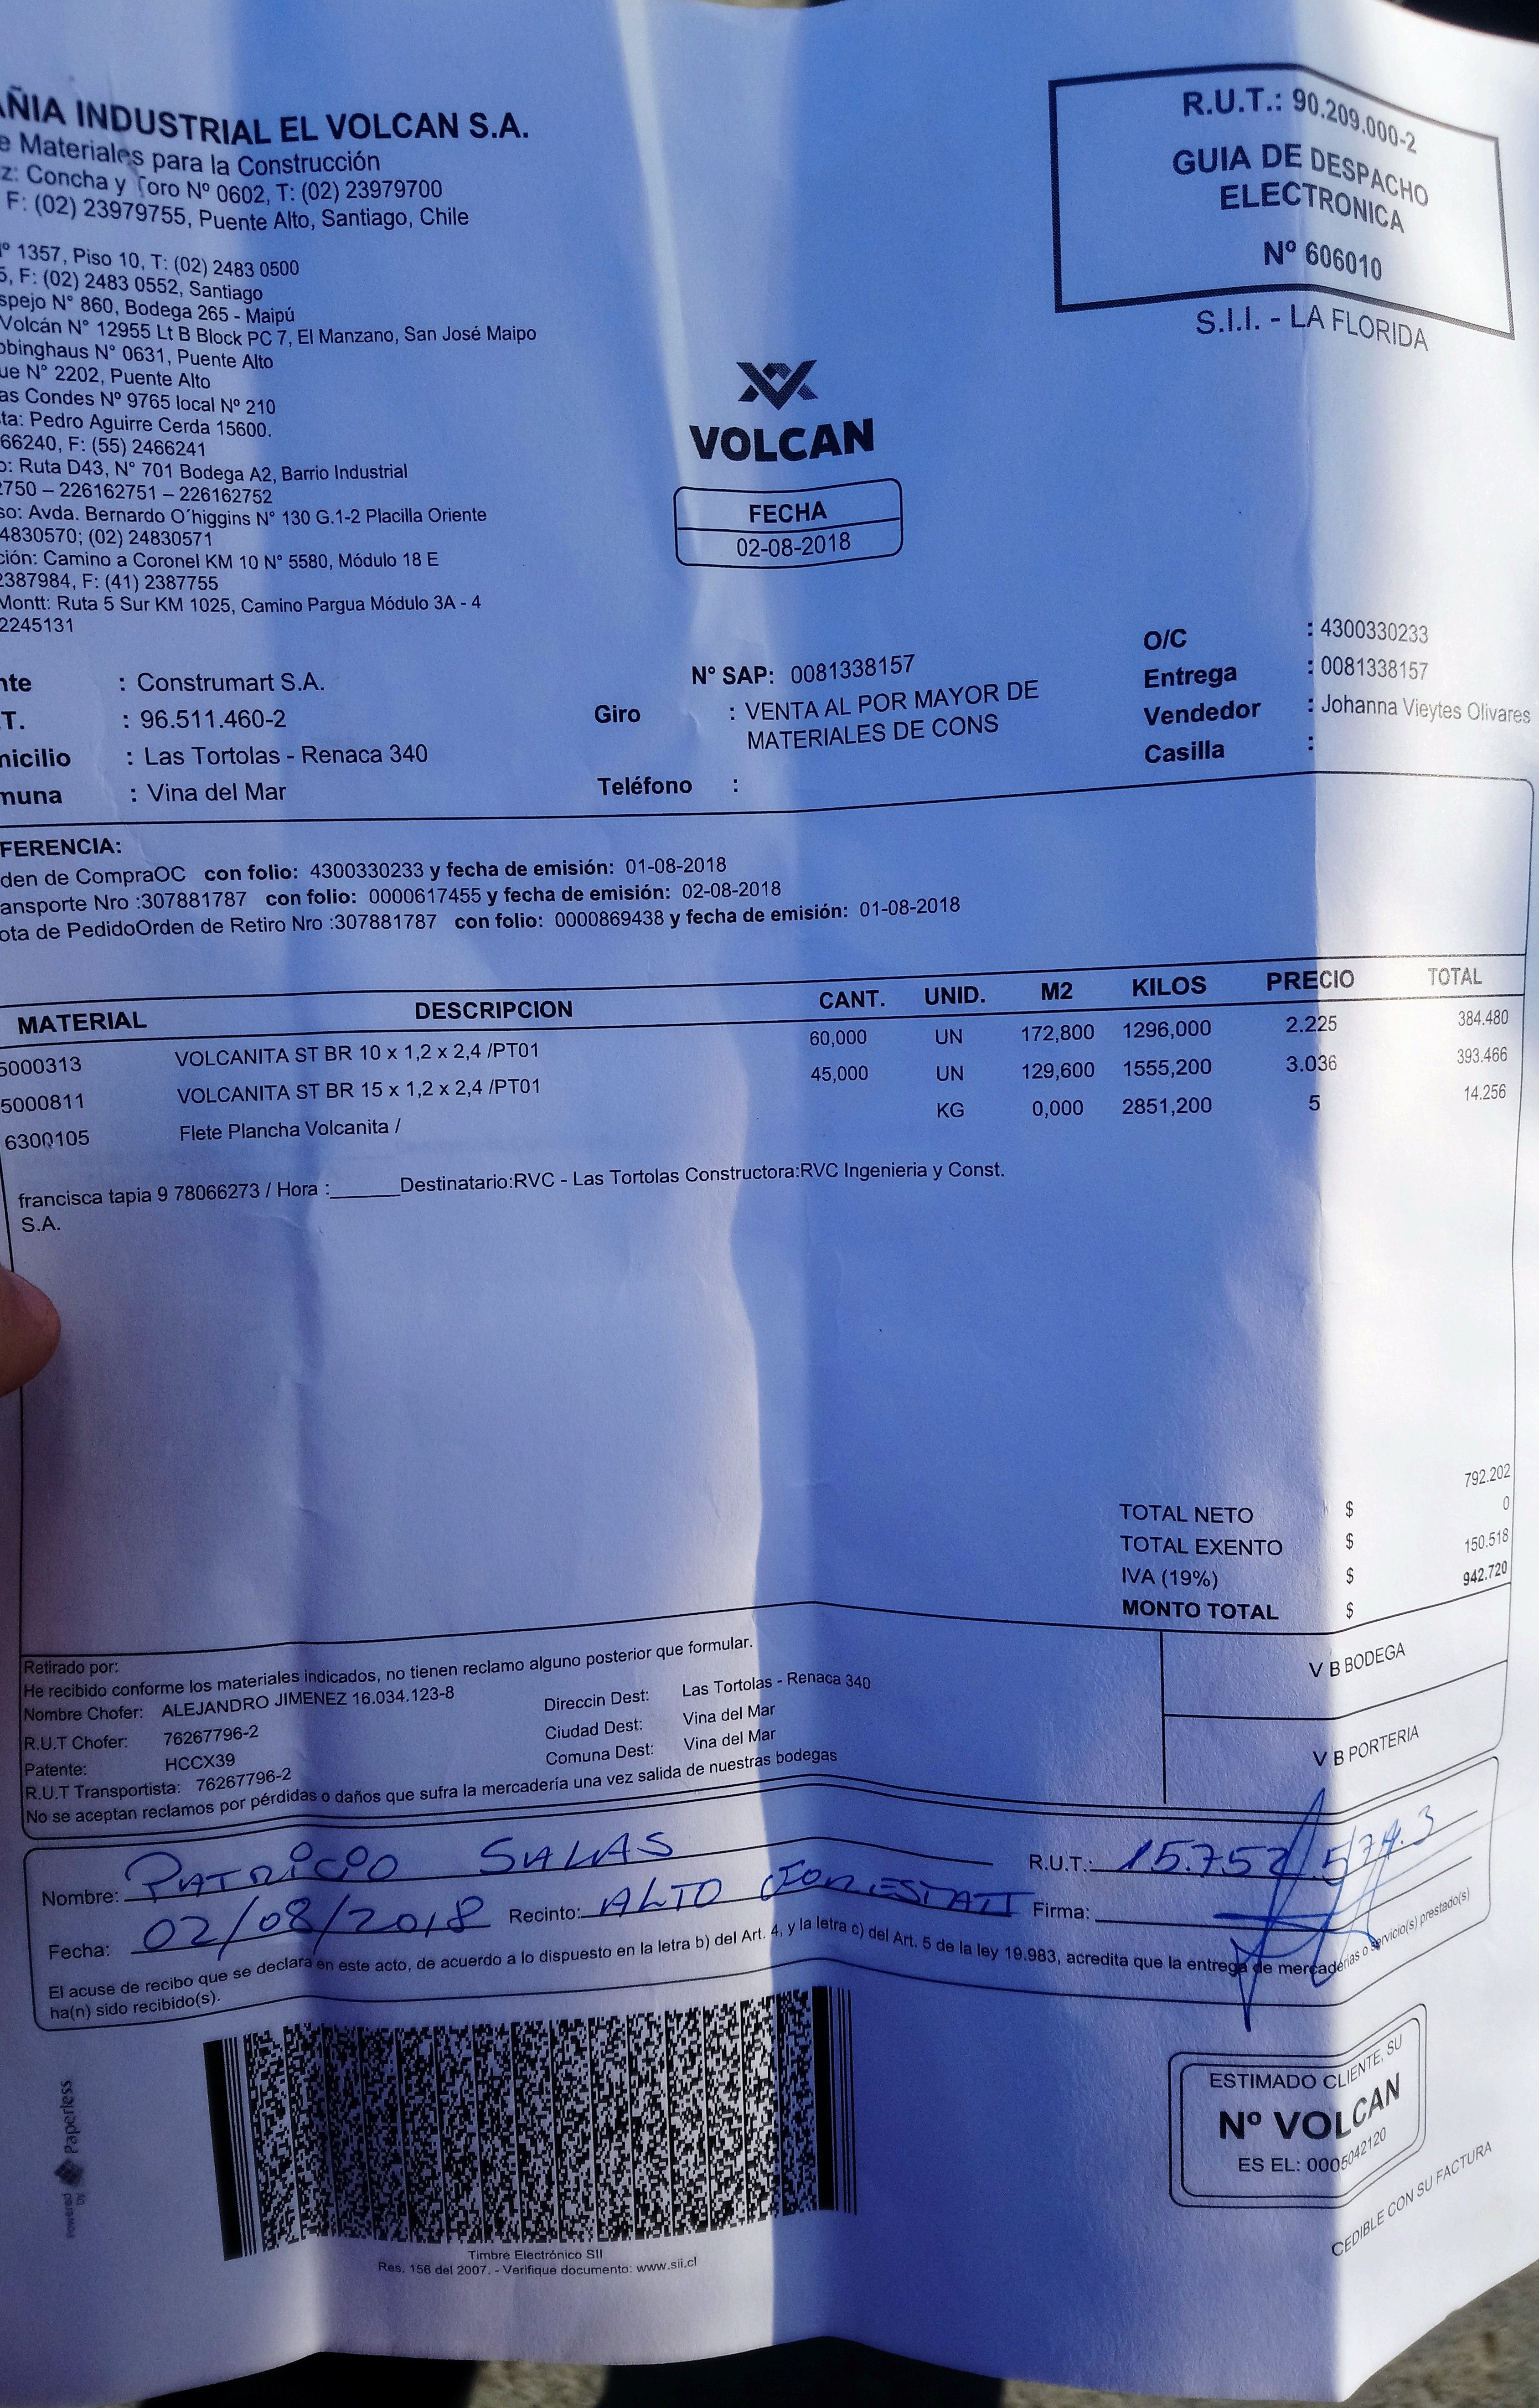 ÑIA INDUSTRIAL EL VOLCAN S.A.
e Materiales para la Construcción
z: Concha y Toro Nº 0602, T: (02) 23979700
F: (02) 23979755, Puente Alto, Santiago, Chile
º 1357, Piso 10, T: (02) 2483 0500
5, F: (02) 2483 0552, Santiago
spejo N° 860, Bodega 265 - Maipú
Volcán N° 12955 Lt B Block PC 7, El Manzano, San José Maipo
bbinghaus N° 0631, Puente Alto
ue N° 2202, Puente Alto
as Condes Nº 9765 local Nº 210
ta: Pedro Aguirre Cerda 15600.
66240, F: (55) 2466241
o: Ruta D43, N° 701 Bodega A2, Barrio Industrial
2750 – 226162751 – 226162752
so: Avda. Bernardo O´higgins N° 130 G.1-2 Placilla Oriente
4830570; (02) 24830571
ción: Camino a Coronel KM 10 N° 5580, Módulo 18 E
2387984, F: (41) 2387755
Montt: Ruta 5 Sur KM 1025, Camino Pargua Módulo 3A - 4
2245131
R.U.T.: 90.209.000-2
GUIA DE DESPACHO
ELECTRONICA
Nº 606010
S.I.I. - LA FLORIDA
VOLCAN
FECHA
02-08-2018
nte : Construmart S.A.
.T. : 96.511.460-2
nicilio : Las Tortolas - Renaca 340
muna : Vina del Mar
N° SAP: 0081338157
Giro : VENTA AL POR MAYOR DE
MATERIALES DE CONS
Teléfono :
O/C : 4300330233
Entrega : 0081338157
Vendedor : Johanna Vieytes Olivares
Casilla :
FERENCIA:
den de CompraOC con folio: 4300330233 y fecha de emisión: 01-08-2018
ansporte Nro :307881787 con folio: 0000617455 y fecha de emisión: 02-08-2018
ota de PedidoOrden de Retiro Nro :307881787 con folio: 0000869438 y fecha de emisión: 01-08-2018
MATERIAL DESCRIPCION CANT. UNID. M2 KILOS PRECIO TOTAL
5000313 VOLCANITA ST BR 10 x 1,2 x 2,4 /PT01 60,000 UN 172,800 1296,000 2.225 384.480
5000811 VOLCANITA ST BR 15 x 1,2 x 2,4 /PT01 45,000 UN 129,600 1555,200 3.036 393.466
6300105 Flete Plancha Volcanita / KG 0,000 2851,200 5 14.256
francisca tapia 9 78066273 / Hora :______Destinatario:RVC - Las Tortolas Constructora:RVC Ingenieria y Const.
S.A.
TOTAL NETO $ 792.202
TOTAL EXENTO $ 0
IVA (19%) $ 150.518
MONTO TOTAL $ 942.720
Retirado por:
He recibido conforme los materiales indicados, no tienen reclamo alguno posterior que formular.
Nombre Chofer: ALEJANDRO JIMENEZ 16.034.123-8
R.U.T Chofer: 76267796-2
Patente: HCCX39
R.U.T Transportista: 76267796-2
Direccin Dest: Las Tortolas - Renaca 340
Ciudad Dest: Vina del Mar
Comuna Dest: Vina del Mar
No se aceptan reclamos por pérdidas o daños que sufra la mercadería una vez salida de nuestras bodegas
V B BODEGA
V B PORTERIA
Nombre: PATRICIO SALAS R.U.T.: 15.752.574.3
Fecha: 02/08/2018 Recinto: ALTO Firma:
El acuse de recibo que se declara en este acto, de acuerdo a lo dispuesto en la letra b) del Art. 4, y la letra c) del Art. 5 de la ley 19.983, acredita que la entrega de mercaderias o servicio(s) prestado(s)
ha(n) sido recibido(s).
Powered by Paperless
Timbre Electrónico SII
Res. 156 del 2007. - Verifique documento: www.sii.cl
ESTIMADO CLIENTE, SU
Nº VOLCAN
ES EL: 0005042120
CEDIBLE CON SU FACTURA